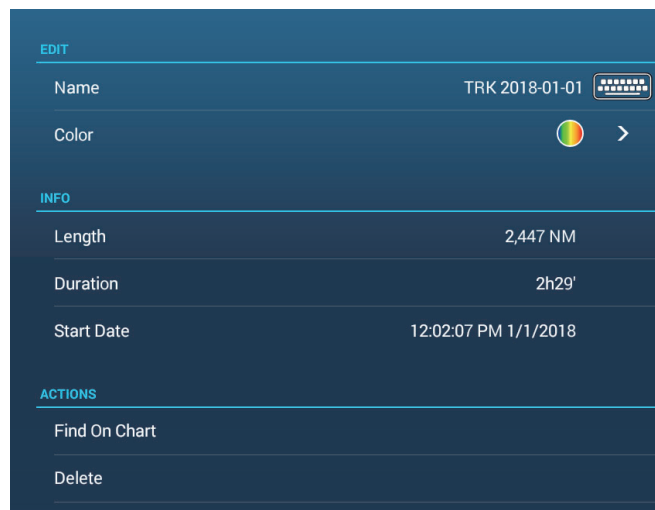 EDIT
Name TRK 2018-01-01
Color
INFO
Length 2,447 NM
Duration 2h29'
Start Date 12:02:07 PM 1/1/2018
ACTIONS
Find On Chart
Delete